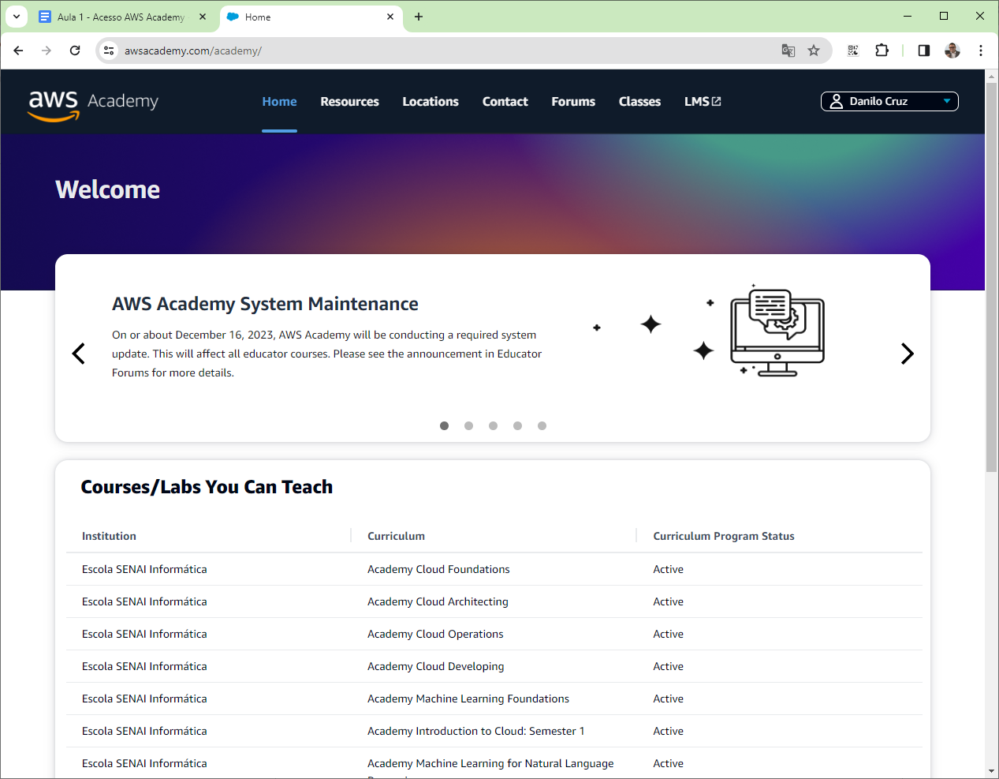 Aula 1 - Acesso AWS Academy
Home
awsacademy.com/academy/
aws Academy
Home Resources Locations Contact Forums Classes LMS
Danilo Cruz
Welcome
AWS Academy System Maintenance
On or about December 16, 2023, AWS Academy will be conducting a required system
update. This will affect all educator courses. Please see the announcement in Educator
Forums for more details.
Courses/Labs You Can Teach
Institution Curriculum Curriculum Program Status
Escola SENAI Informática Academy Cloud Foundations Active
Escola SENAI Informática Academy Cloud Architecting Active
Escola SENAI Informática Academy Cloud Operations Active
Escola SENAI Informática Academy Cloud Developing Active
Escola SENAI Informática Academy Machine Learning Foundations Active
Escola SENAI Informática Academy Introduction to Cloud: Semester 1 Active
Escola SENAI Informática Academy Machine Learning for Natural Language Active